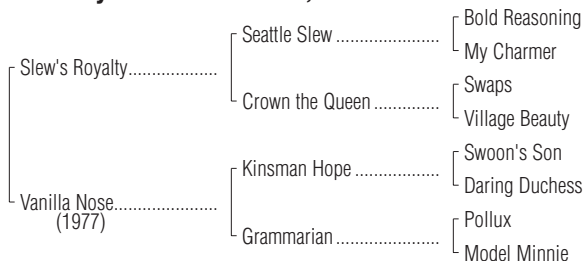 Bold Reasoning
Seattle Slew ..................
My Charmer
Slew's Royalty.....................
Swaps
Crown the Queen .............
Village Beauty
Swoon's Son
Kinsman Hope .................
Daring Duchess
Vanilla Nose.........................
(1977)
Pollux
Grammarian .....................
Model Minnie